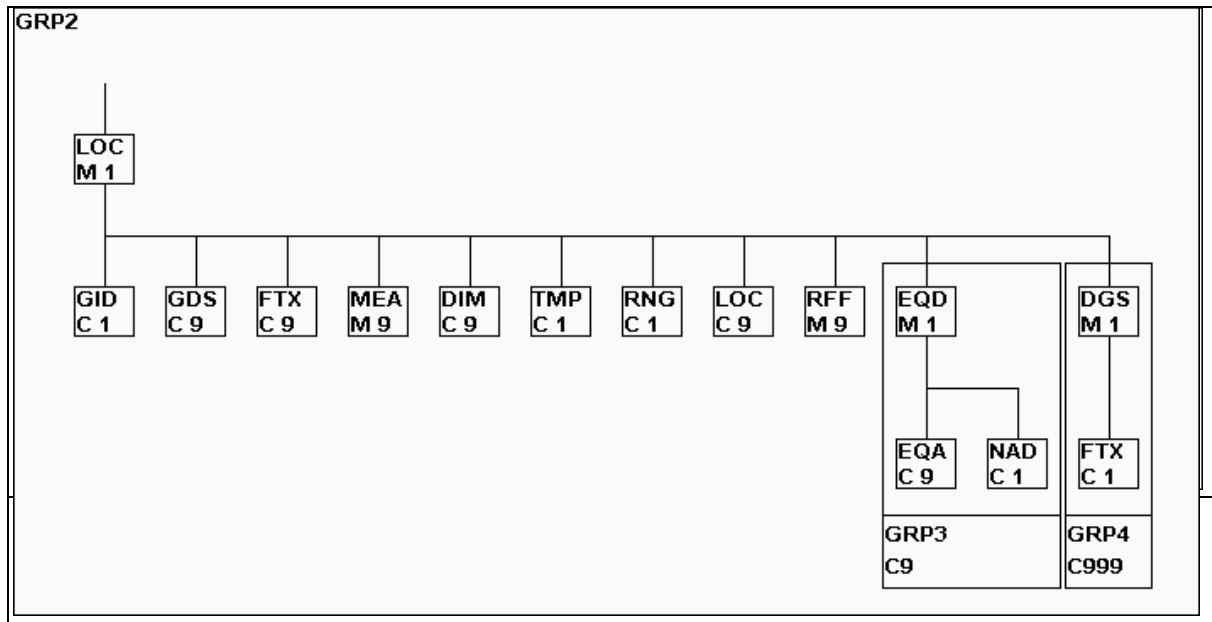 GRP2
LOC
M 1
GID
C 1
GDS
C 9
FTX
C 9
MEA
M 9
DIM
C 9
TMP
C 1
RNG
C 1
LOC
C 9
RFF
M 9
EQD
M 1
DGS
M 1
EQA
C 9
NAD
C 1
FTX
C 1
GRP3
C9
GRP4
C999